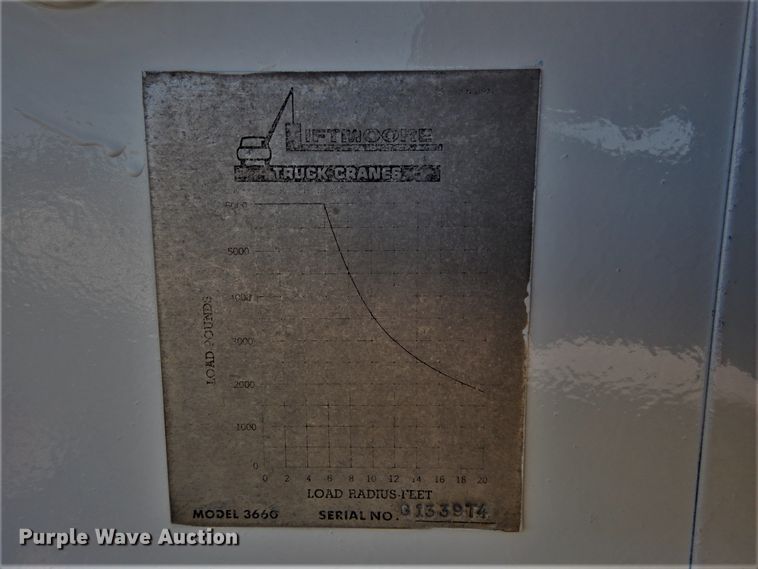 LIFTMOORE
TRUCK CRANES
6000
5000
4000
3000
2000
1000
0
LOAD POUNDS
0 2 4 6 8 10 12 14 16 18 20
LOAD RADIUS-FEET
MODEL 3660 SERIAL NO. G133974
Purple Wave Auction